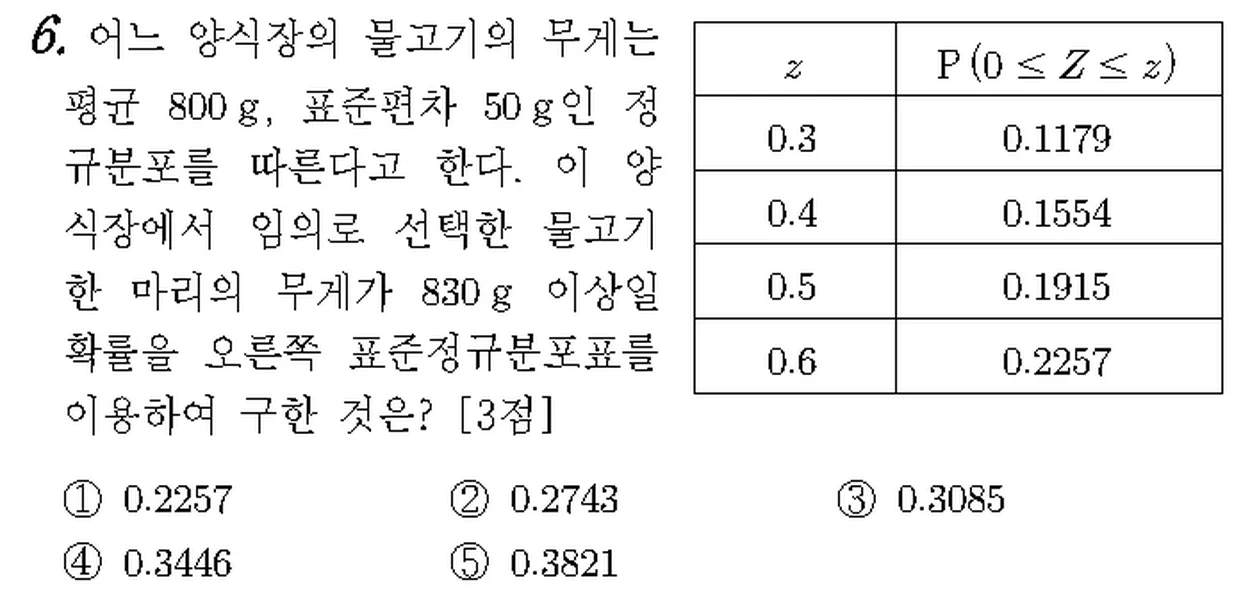 6. 어느 양식장의 물고기의 무게는
평균 800 g, 표준편차 50 g인 정
규분포를 따른다고 한다. 이 양
식장에서 임의로 선택한 물고기
한 마리의 무게가 830 g 이상일
확률을 오른쪽 표준정규분포표를
이용하여 구한 것은? [3점]
z P(0 ≤ Z ≤ z)
0.3 0.1179
0.4 0.1554
0.5 0.1915
0.6 0.2257
① 0.2257 ② 0.2743 ③ 0.3085
④ 0.3446 ⑤ 0.3821